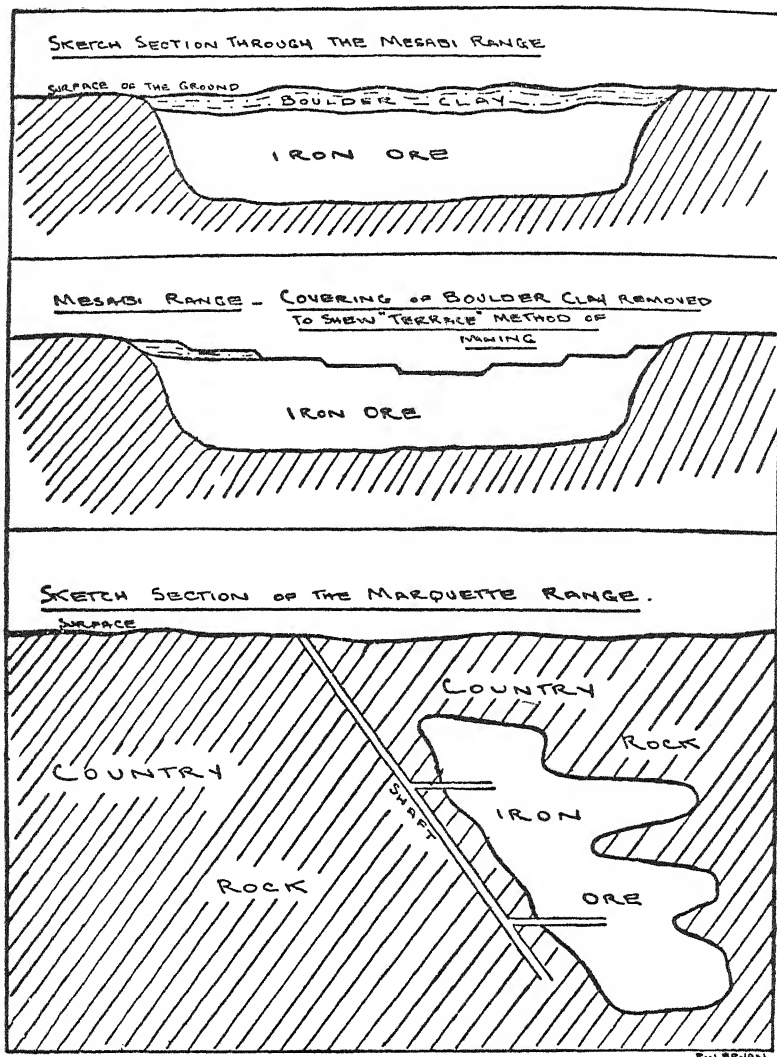 SKETCH SECTION THROUGH THE MESABI RANGE
SURFACE OF THE GROUND
BOULDER CLAY
IRON ORE
MESABI RANGE - COVERING OF BOULDER CLAY REMOVED
TO SHEW "TERRACE" METHOD OF
MINING
IRON ORE
SKETCH SECTION OF THE MARQUETTE RANGE.
SURFACE
COUNTRY
ROCK
COUNTRY
SHAFT
IRON
ROCK
ORE